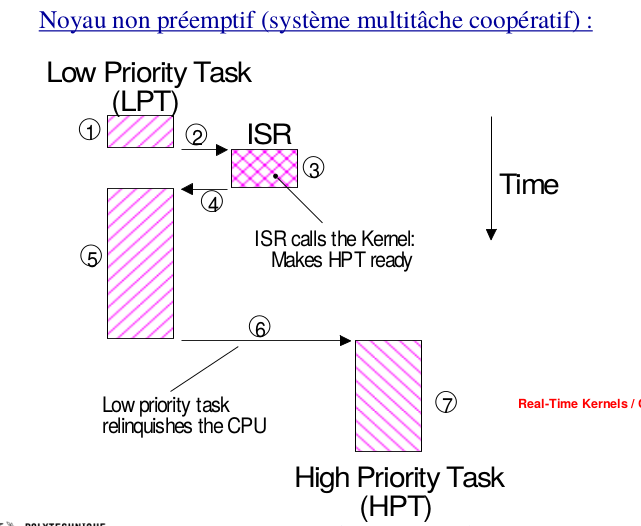 Noyau non préemptif (système multitâche coopératif) :
Low Priority Task
(LPT)
1
2
ISR
3
Time
4
ISR calls the Kernel:
Makes HPT ready
5
6
Low priority task
relinquishes the CPU
7
Real-Time Kernels /
High Priority Task
(HPT)